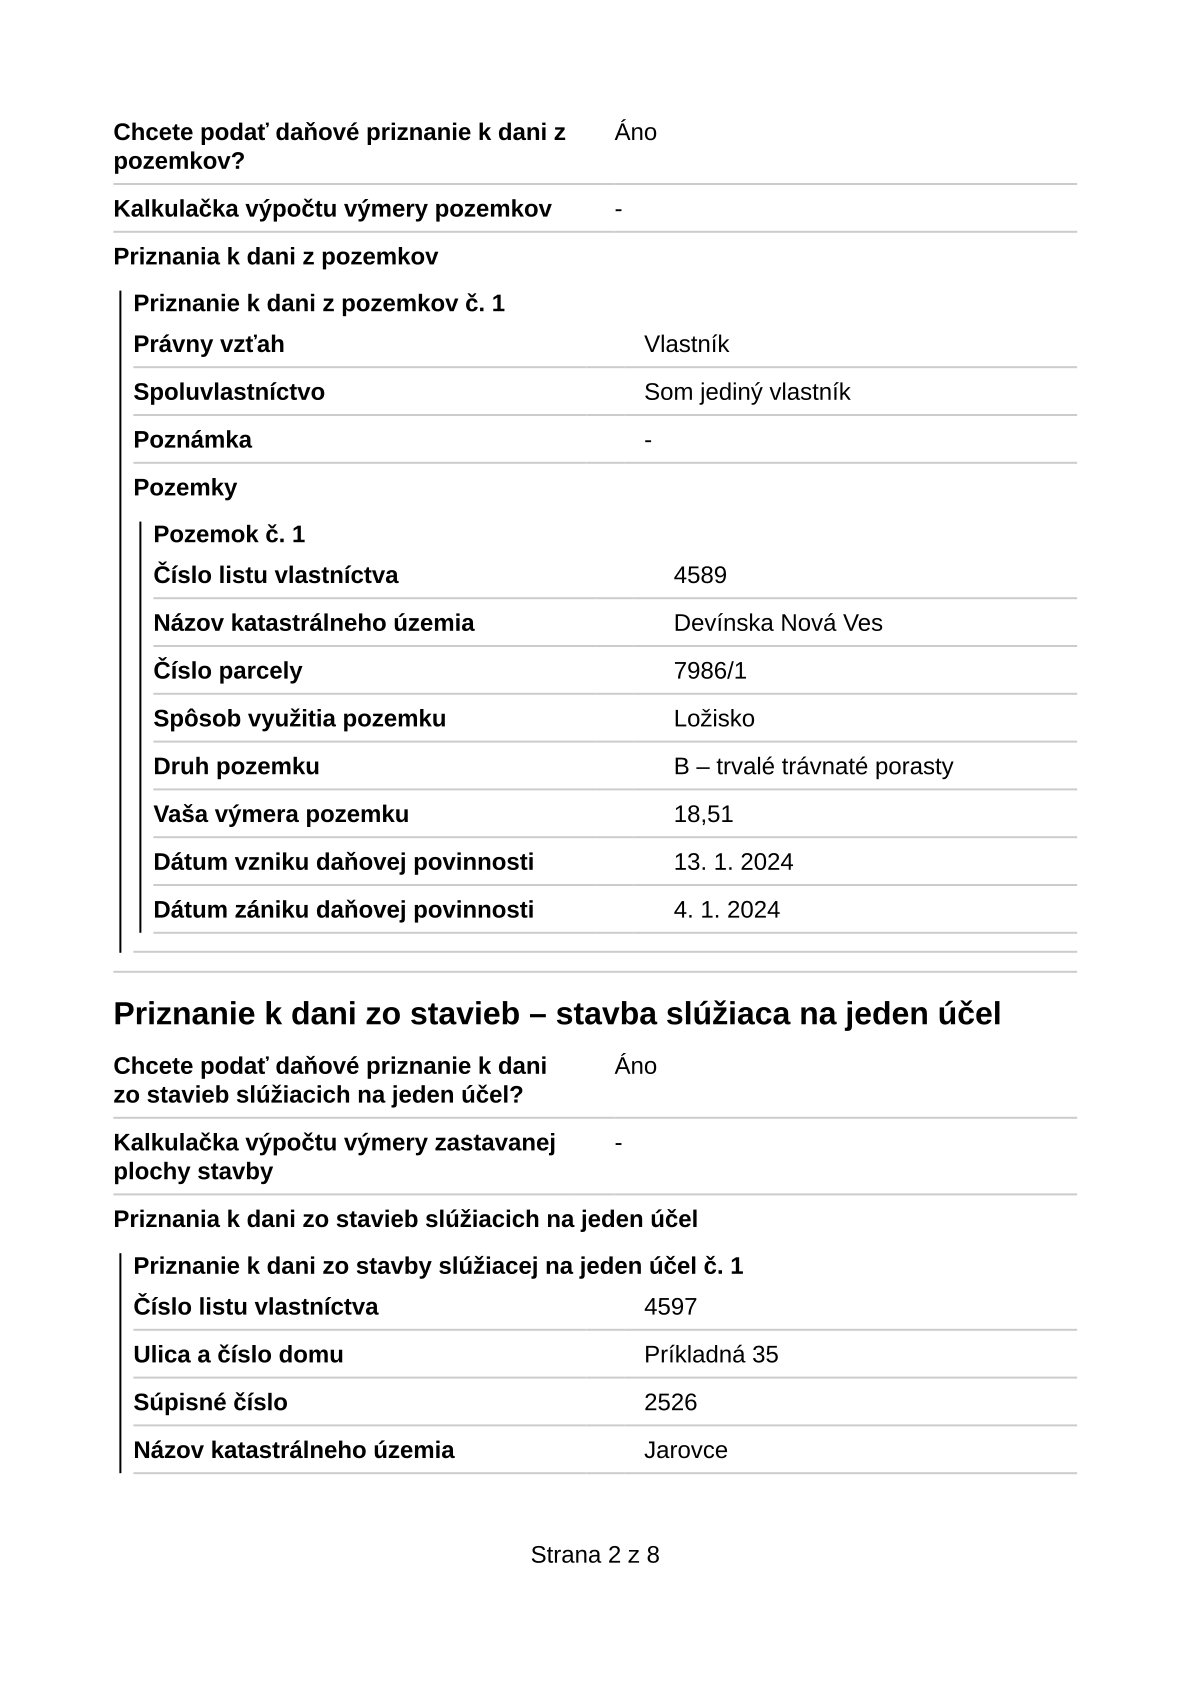 Chcete podať daňové priznanie k dani z Áno
pozemkov?
Kalkulačka výpočtu výmery pozemkov -
Priznania k dani z pozemkov
Priznanie k dani z pozemkov č. 1
Právny vzťah Vlastník
Spoluvlastníctvo Som jediný vlastník
Poznámka -
Pozemky
Pozemok č. 1
Číslo listu vlastníctva 4589
Názov katastrálneho územia Devínska Nová Ves
Číslo parcely 7986/1
Spôsob využitia pozemku Ložisko
Druh pozemku B – trvalé trávnaté porasty
Vaša výmera pozemku 18,51
Dátum vzniku daňovej povinnosti 13. 1. 2024
Dátum zániku daňovej povinnosti 4. 1. 2024
Priznanie k dani zo stavieb – stavba slúžiaca na jeden účel
Chcete podať daňové priznanie k dani Áno
zo stavieb slúžiacich na jeden účel?
Kalkulačka výpočtu výmery zastavanej -
plochy stavby
Priznania k dani zo stavieb slúžiacich na jeden účel
Priznanie k dani zo stavby slúžiacej na jeden účel č. 1
Číslo listu vlastníctva 4597
Ulica a číslo domu Príkladná 35
Súpisné číslo 2526
Názov katastrálneho územia Jarovce
Strana 2 z 8